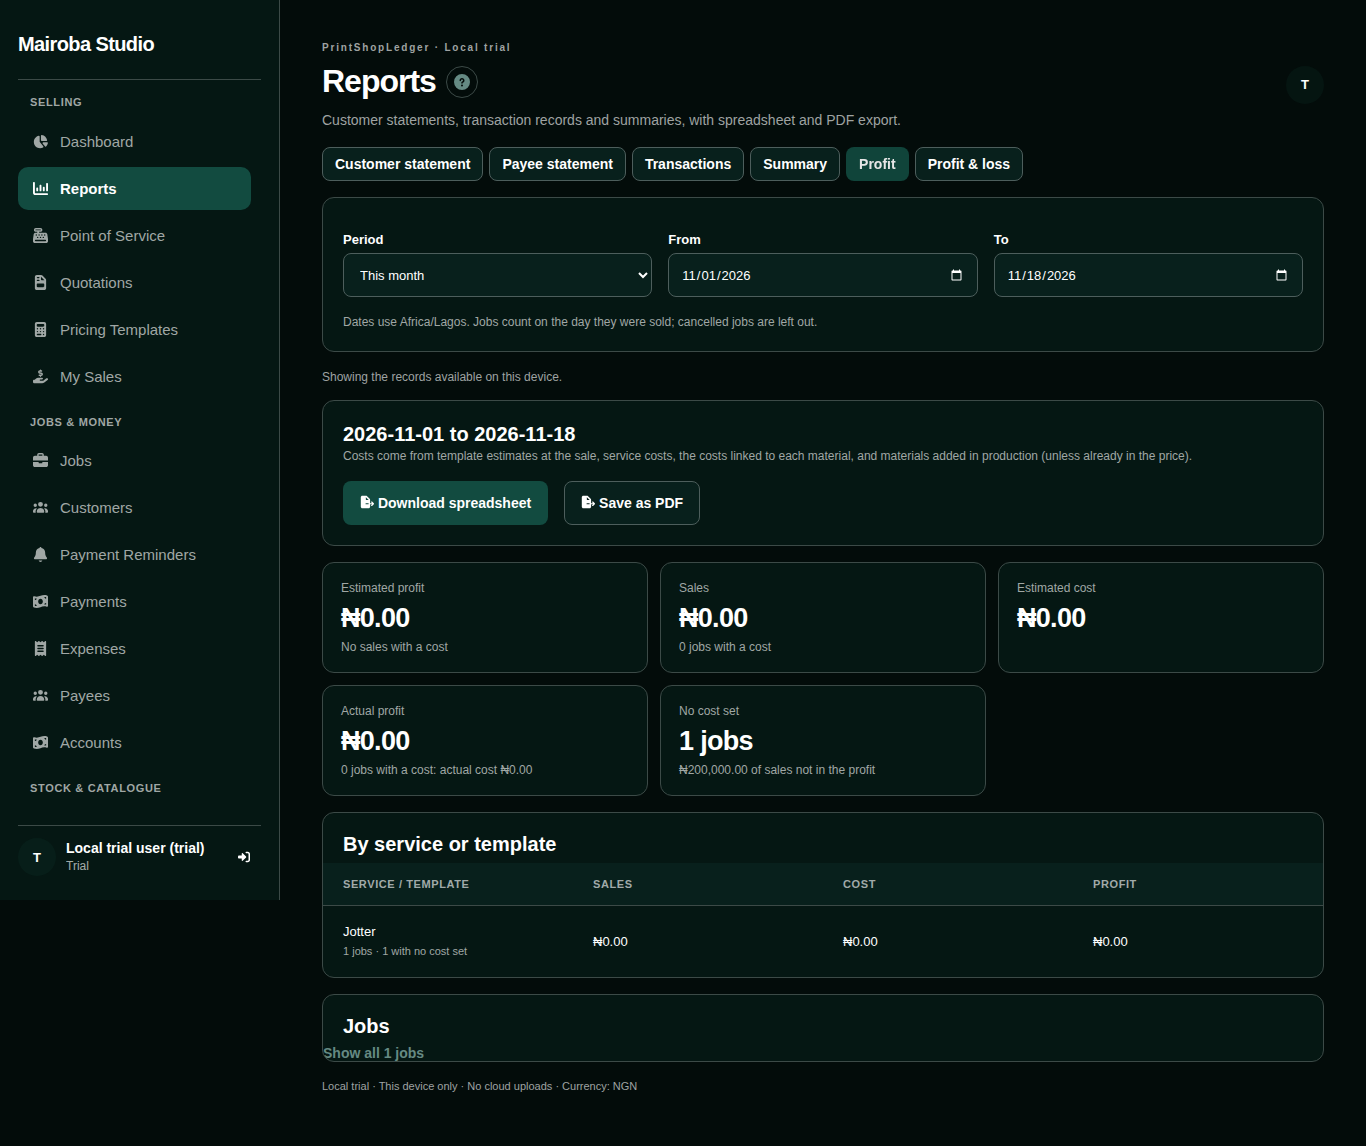 Mairoba Studio
SELLING
Dashboard
Reports
Point of Service
Quotations
Pricing Templates
My Sales
JOBS & MONEY
Jobs
Customers
Payment Reminders
Payments
Expenses
Payees
Accounts
STOCK & CATALOGUE
T
Local trial user (trial)
Trial
PrintShopLedger · Local trial
Reports
?
T
Customer statements, transaction records and summaries, with spreadsheet and PDF export.
Customer statement
Payee statement
Transactions
Summary
Profit
Profit & loss
Period
From
To
This month
11/01/2026
11/18/2026
Dates use Africa/Lagos. Jobs count on the day they were sold; cancelled jobs are left out.
Showing the records available on this device.
2026-11-01 to 2026-11-18
Costs come from template estimates at the sale, service costs, the costs linked to each material, and materials added in production (unless already in the price).
Download spreadsheet
Save as PDF
Estimated profit
₦0.00
No sales with a cost
Sales
₦0.00
0 jobs with a cost
Estimated cost
₦0.00
Actual profit
₦0.00
0 jobs with a cost: actual cost ₦0.00
No cost set
1 jobs
₦200,000.00 of sales not in the profit
By service or template
SERVICE / TEMPLATE
SALES
COST
PROFIT
Jotter
1 jobs · 1 with no cost set
₦0.00
₦0.00
₦0.00
Jobs
Show all 1 jobs
Local trial · This device only · No cloud uploads · Currency: NGN